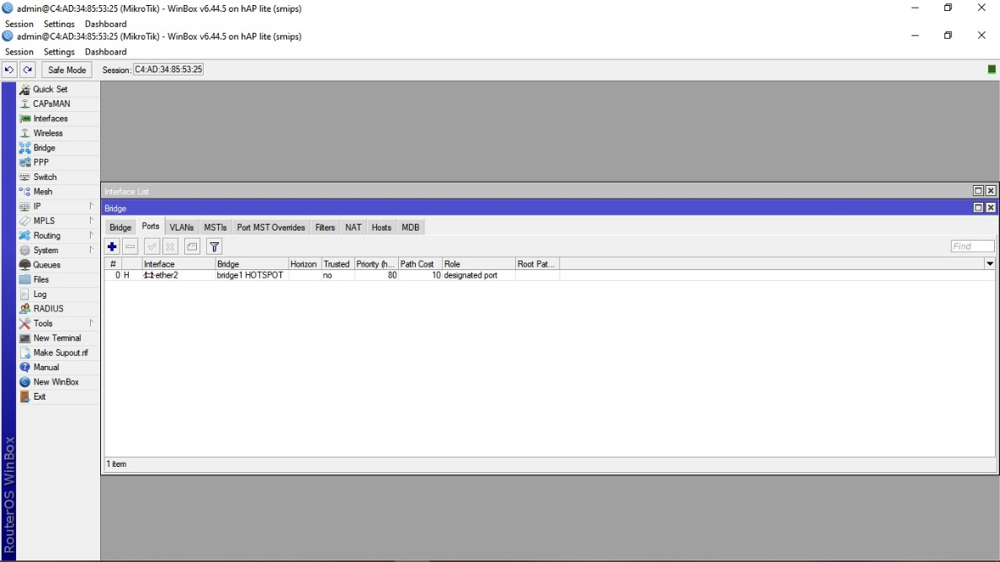 admin@C4:AD:34:85:53:25 (MikroTik) - WinBox v6.44.5 on hAP lite (smips)
Session Settings Dashboard
admin@C4:AD:34:85:53:25 (MikroTik) - WinBox v6.44.5 on hAP lite (smips)
Session Settings Dashboard
Safe Mode Session: C4:AD:34:85:53:25
Quick Set
CAPsMAN
Interfaces
Wireless
Bridge
PPP
Switch
Mesh
IP
MPLS
Routing
System
Queues
Files
Log
RADIUS
Tools
New Terminal
Make Supout.rif
Manual
New WinBox
Exit
RouterOS WinBox
Interface List
Bridge
Bridge Ports VLANs MSTIs Port MST Overrides Filters NAT Hosts MDB
Find
# Interface Bridge Horizon Trusted Priority (h... Path Cost Role Root Pat...
0 H ether2 bridge1 HOTSPOT no 80 10 designated port
1 item